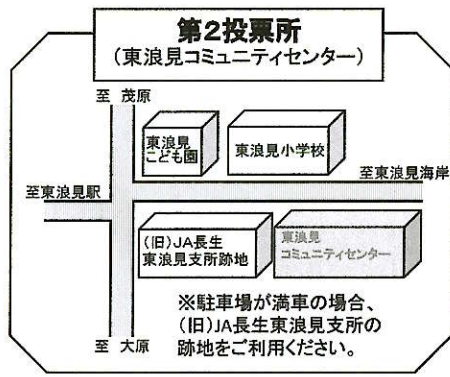 第2投票所
(東浪見コミュニティセンター)
至 茂原
東浪見
こども園
東浪見小学校
至東浪見海岸
至東浪見駅
(旧)JA長生
東浪見支所跡地
東浪見
コミュニティセンター
※駐車場が満車の場合、
(旧)JA長生東浪見支所の
跡地をご利用ください。
至 大原